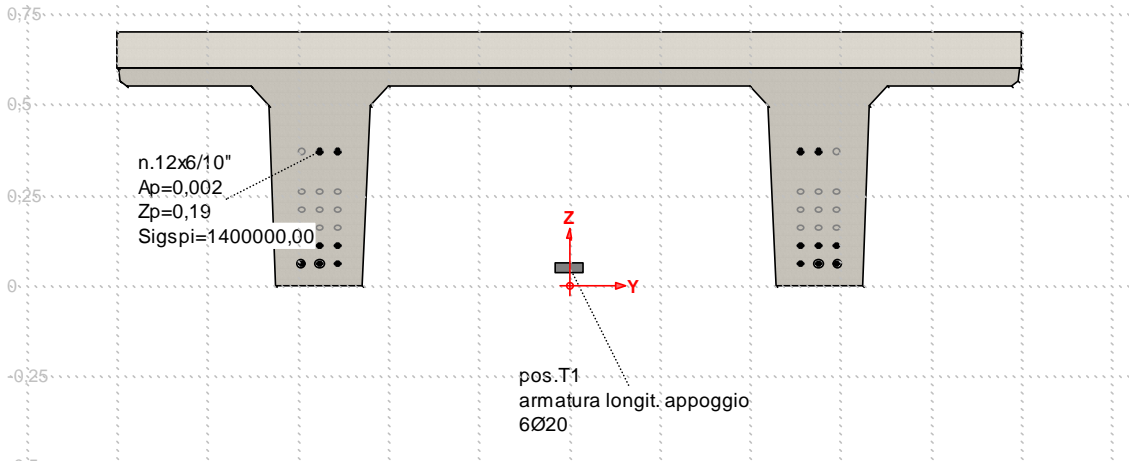 0,75
0,5
n.12x6/10"
Ap=0,002
0,25
Zp=0,19
Sigspi=1400000,00
Z
0
Y
-0,25
pos.T1
armatura longit. appoggio
6Ø20